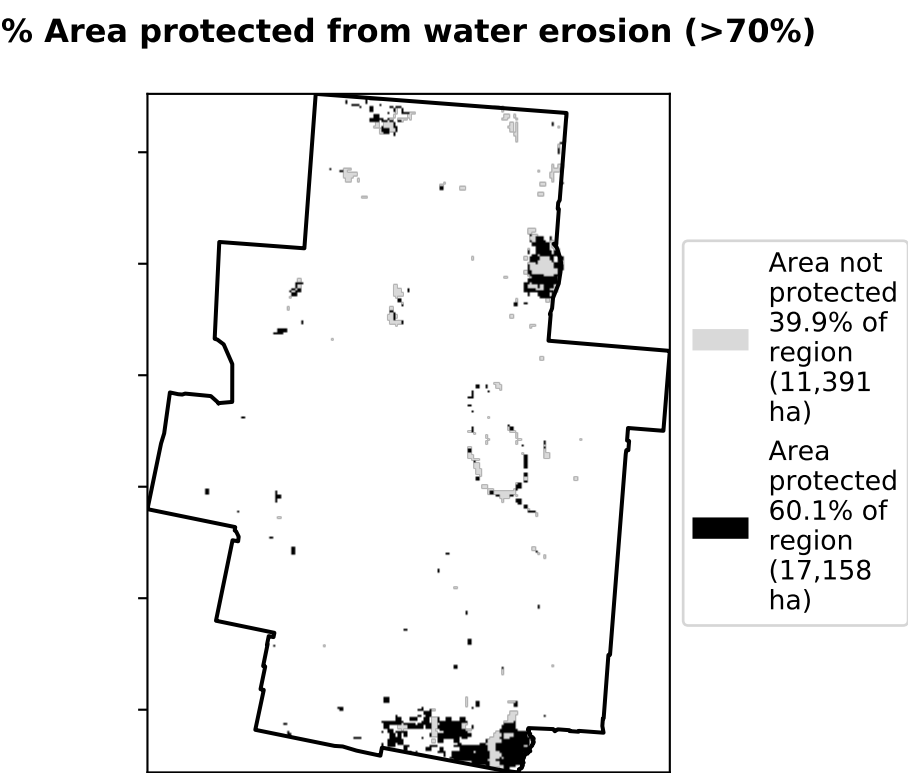 % Area protected from water erosion (>70%)
Area not
protected
39.9% of
region
(11,391
ha)
Area
protected
60.1% of
region
(17,158
ha)